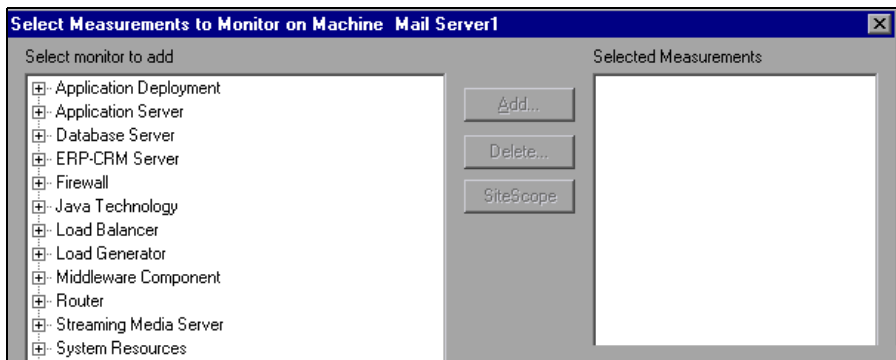 Select Measurements to Monitor on Machine Mail Server1
Select monitor to add
Selected Measurements
Application Deployment
Application Server
Database Server
ERP-CRM Server
Firewall
Java Technology
Load Balancer
Load Generator
Middleware Component
Router
Streaming Media Server
System Resources
Add...
Delete...
SiteScope